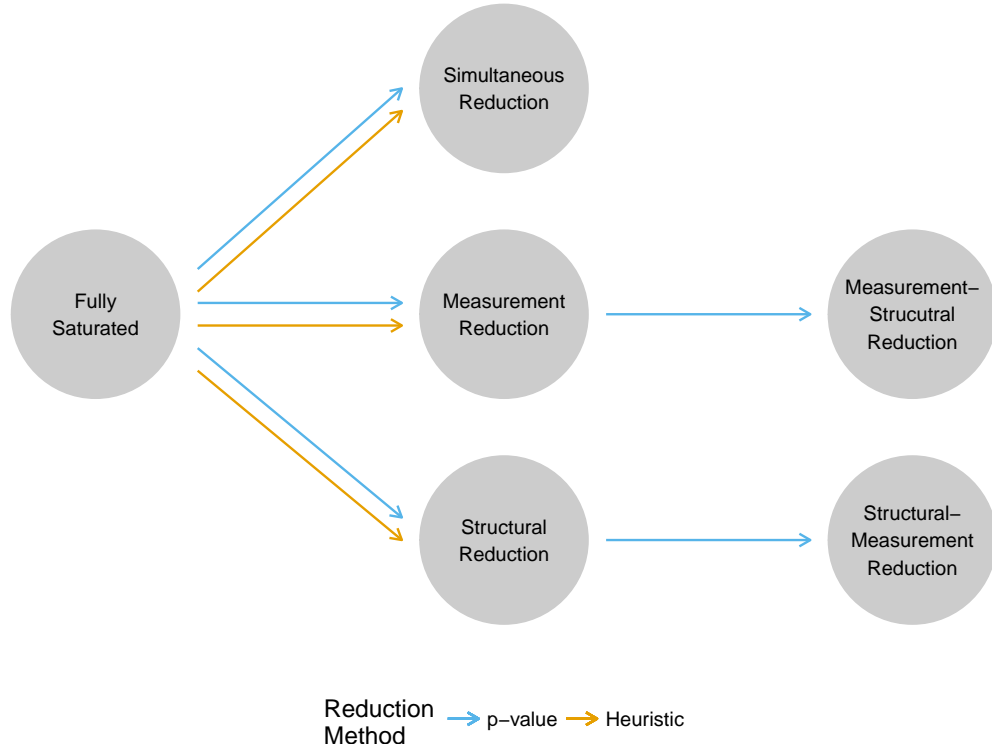 Simultaneous
Reduction
Fully
Saturated
Measurement
Reduction
Measurement−
Strucutral
Reduction
Structural
Reduction
Structural−
Measurement
Reduction
Reduction
Method
p−value
Heuristic